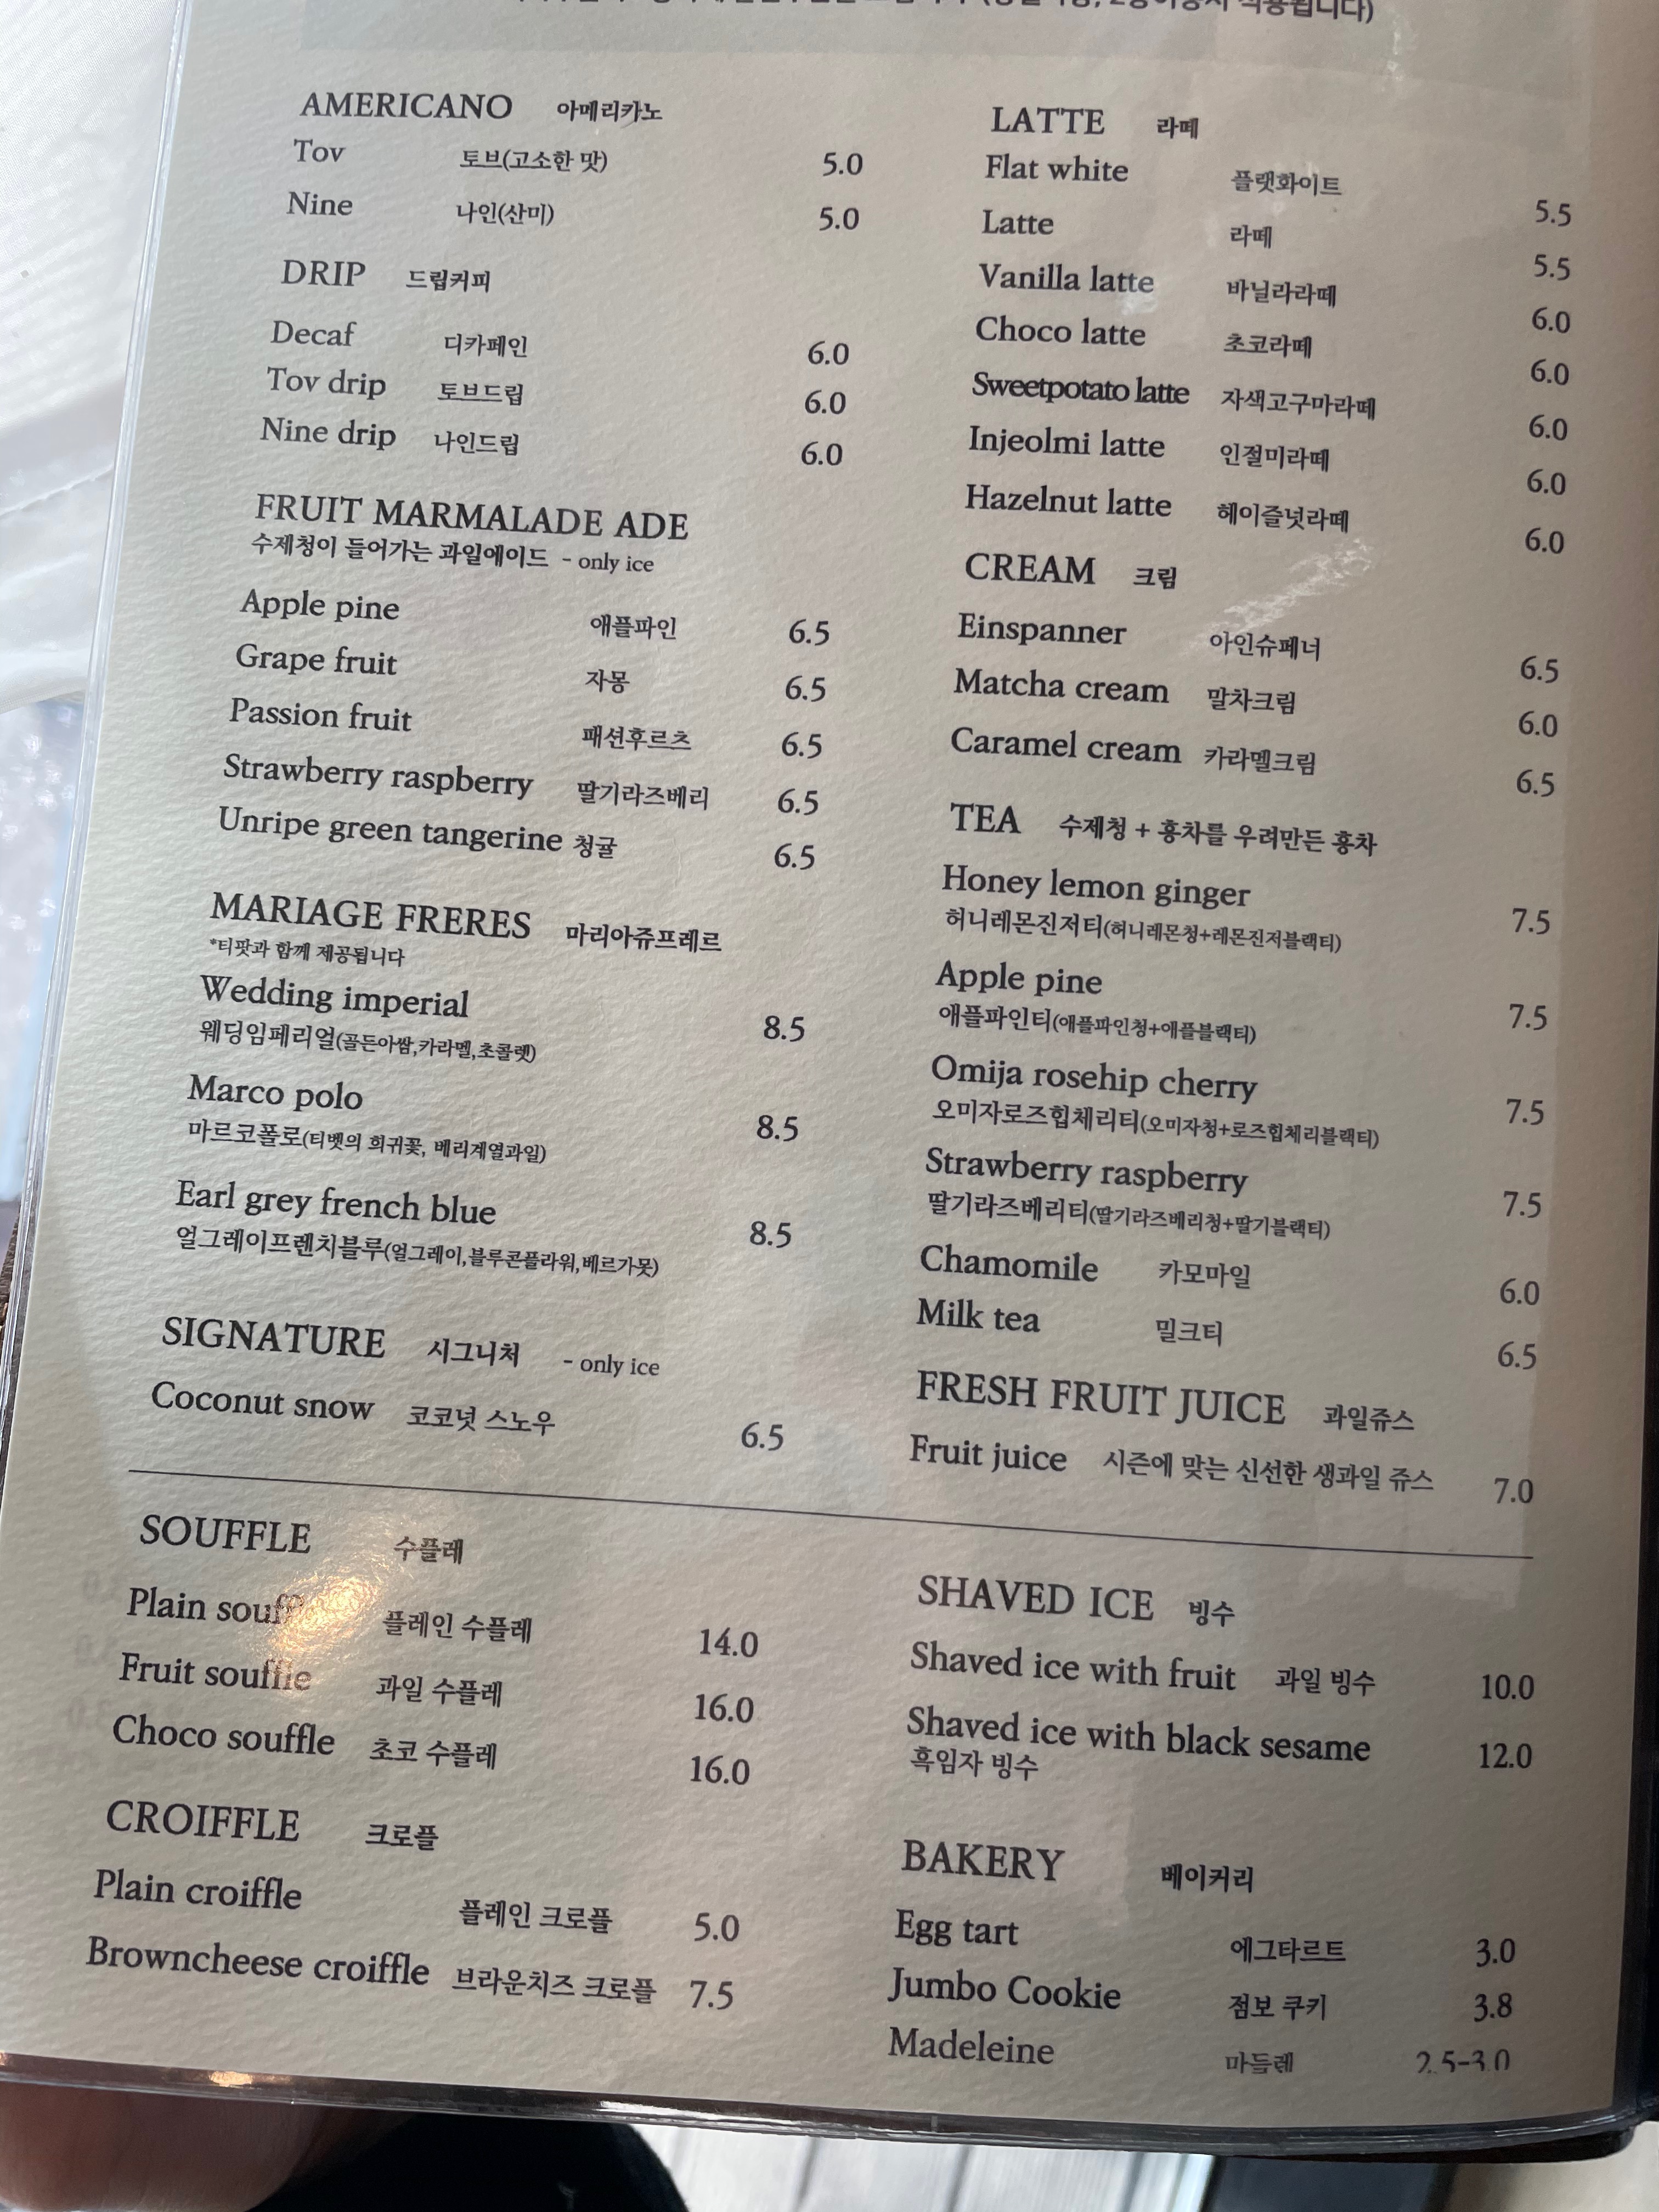 적용됩니다)
AMERICANO 아메리카노
Tov 토브(고소한 맛) 5.0
Nine 나인(산미) 5.0
DRIP 드립커피
Decaf 디카페인 6.0
Tov drip 토브드립 6.0
Nine drip 나인드립 6.0
FRUIT MARMALADE ADE
수제청이 들어가는 과일에이드 - only ice
Apple pine 애플파인 6.5
Grape fruit 자몽 6.5
Passion fruit 패션후르츠 6.5
Strawberry raspberry 딸기라즈베리 6.5
Unripe green tangerine 청귤 6.5
MARIAGE FRERES 마리아쥬프레르
*티팟과 함께 제공됩니다
Wedding imperial 8.5
웨딩임페리얼(골든아쌈,카라멜,초콜렛)
Marco polo 8.5
마르코폴로(티벳의 희귀꽃, 베리계열과일)
Earl grey french blue 8.5
얼그레이프렌치블루(얼그레이,블루콘플라워,베르가못)
SIGNATURE 시그니처 - only ice
Coconut snow 코코넛 스노우 6.5
LATTE 라떼
Flat white 플랫화이트 5.5
Latte 라떼 5.5
Vanilla latte 바닐라라떼 6.0
Choco latte 초코라떼 6.0
Sweetpotato latte 자색고구마라떼 6.0
Injeolmi latte 인절미라떼 6.0
Hazelnut latte 헤이즐넛라떼 6.0
CREAM 크림
Einspanner 아인슈페너 6.5
Matcha cream 말차크림 6.0
Caramel cream 카라멜크림 6.5
TEA 수제청 + 홍차를 우려만든 홍차
Honey lemon ginger 7.5
허니레몬진저티(허니레몬청+레몬진저블랙티)
Apple pine 7.5
애플파인티(애플파인청+애플블랙티)
Omija rosehip cherry 7.5
오미자로즈힙체리티(오미자청+로즈힙체리블랙티)
Strawberry raspberry 7.5
딸기라즈베리티(딸기라즈베리청+딸기블랙티)
Chamomile 카모마일 6.0
Milk tea 밀크티 6.5
FRESH FRUIT JUICE 과일쥬스
Fruit juice 시즌에 맞는 신선한 생과일 쥬스 7.0
SOUFFLE 수플레
Plain souffle 플레인 수플레 14.0
Fruit souffle 과일 수플레 16.0
Choco souffle 초코 수플레 16.0
CROIFFLE 크로플
Plain croiffle 플레인 크로플 5.0
Browncheese croiffle 브라운치즈 크로플 7.5
SHAVED ICE 빙수
Shaved ice with fruit 과일 빙수 10.0
Shaved ice with black sesame 12.0
흑임자 빙수
BAKERY 베이커리
Egg tart 에그타르트 3.0
Jumbo Cookie 점보 쿠키 3.8
Madeleine 마들렌 2.5-3.0